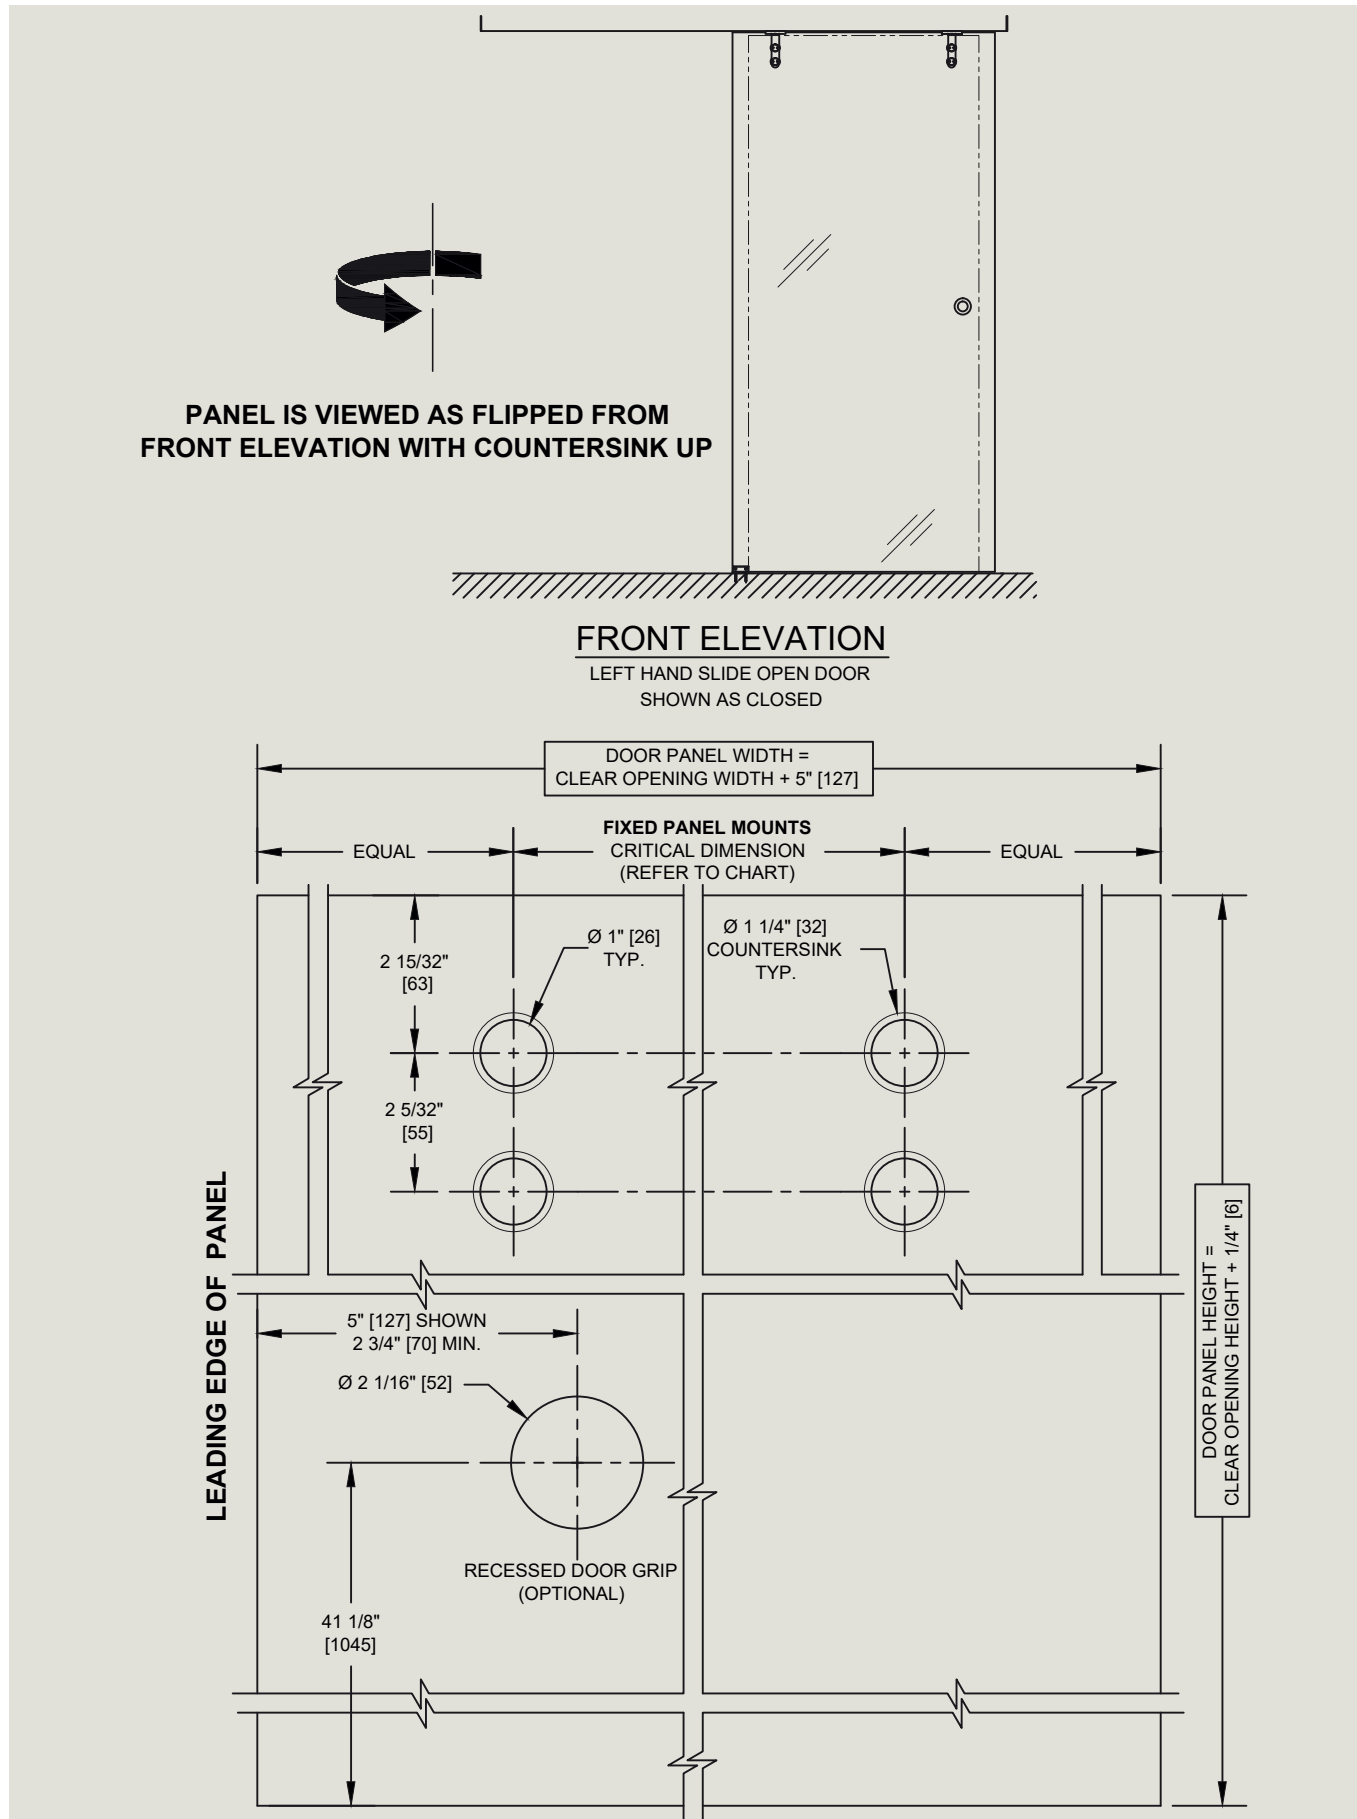 PANEL IS VIEWED AS FLIPPED FROM
FRONT ELEVATION WITH COUNTERSINK UP
FRONT ELEVATION
LEFT HAND SLIDE OPEN DOOR
SHOWN AS CLOSED
DOOR PANEL WIDTH =
CLEAR OPENING WIDTH + 5" [127]
EQUAL
FIXED PANEL MOUNTS
CRITICAL DIMENSION
(REFER TO CHART)
EQUAL
2 15/32"
[63]
Ø 1" [26]
TYP.
Ø 1 1/4" [32]
COUNTERSINK
TYP.
2 5/32"
[55]
LEADING EDGE OF PANEL
DOOR PANEL HEIGHT =
CLEAR OPENING HEIGHT + 1/4" [6]
5" [127] SHOWN
2 3/4" [70] MIN.
Ø 2 1/16" [52]
RECESSED DOOR GRIP
(OPTIONAL)
41 1/8"
[1045]